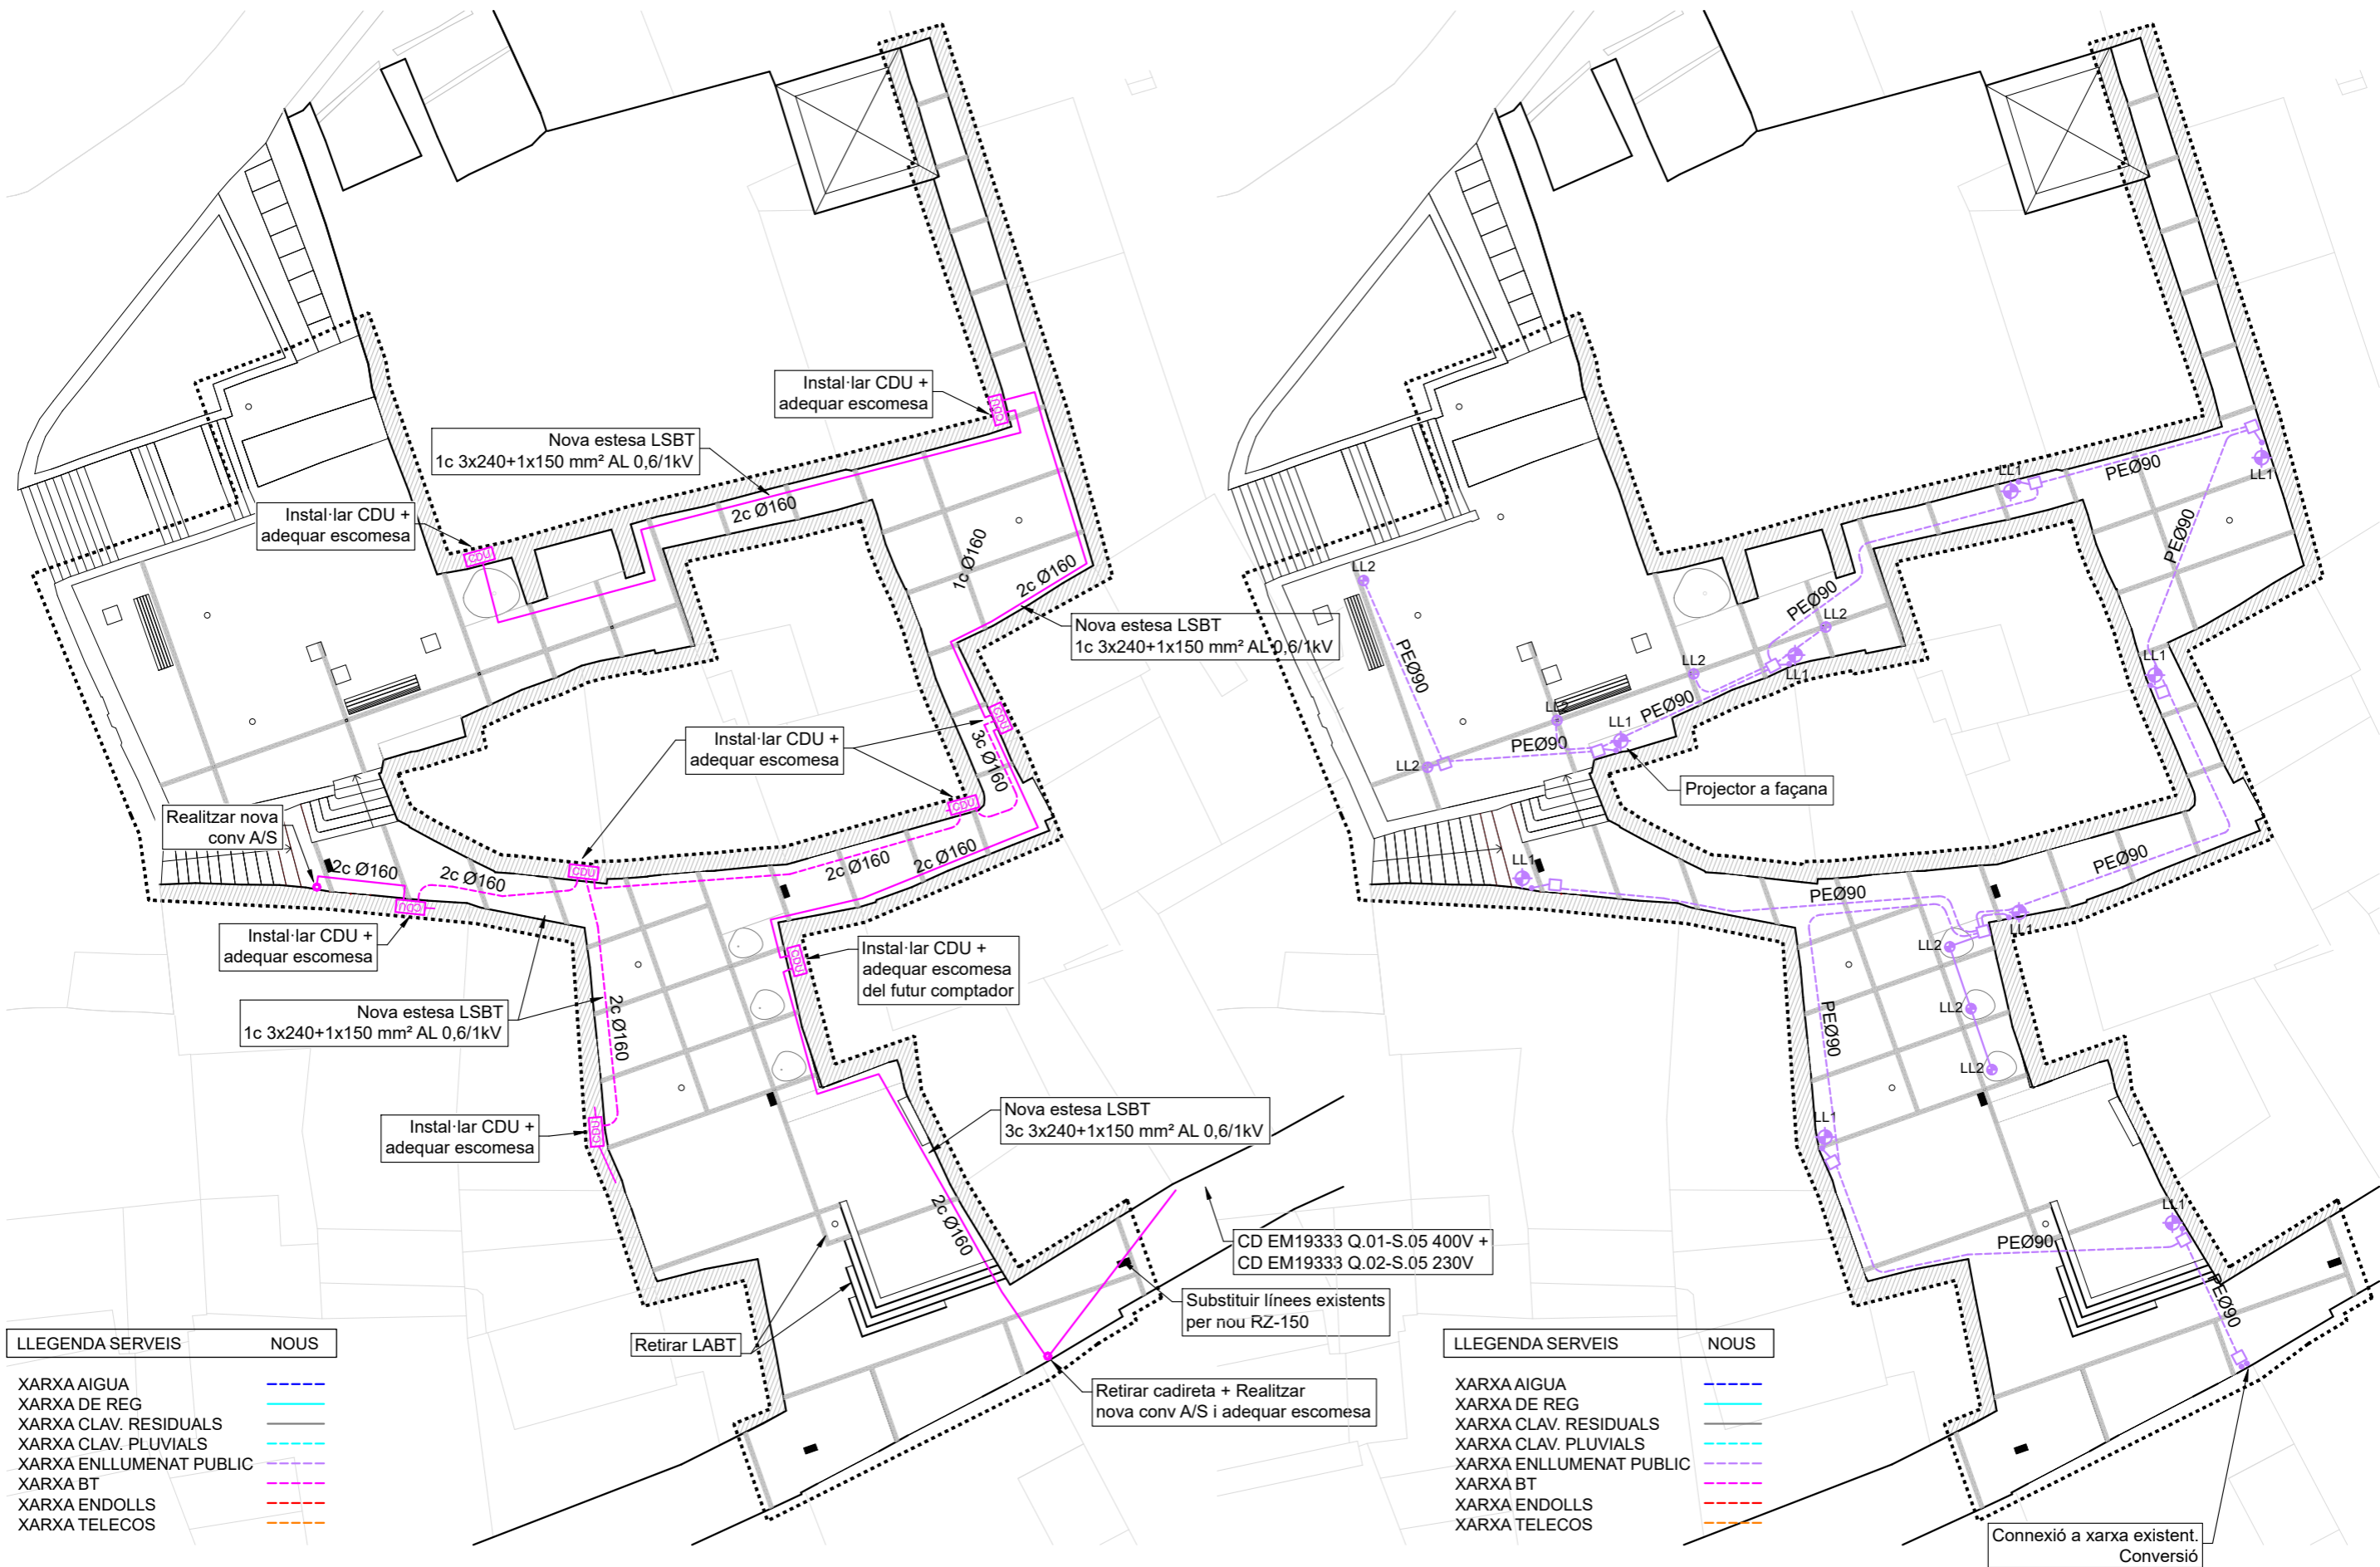 Instal·lar CDU +
adequar escomesa
CDU
Nova estesa LSBT
1c 3x240+1x150 mm² AL 0,6/1kV
2c Ø160
Instal·lar CDU +
adequar escomesa
CDU
1c Ø160
2c Ø160
Nova estesa LSBT
1c 3x240+1x150 mm² AL 0,6/1kV
Instal·lar CDU +
adequar escomesa
CDU
3c Ø160
CDU
Realitzar nova
conv A/S
2c Ø160
2c Ø160
CDU
2c Ø160
2c Ø160
CDU
Instal·lar CDU +
adequar escomesa
Instal·lar CDU +
adequar escomesa
del futur comptador
CDU
Nova estesa LSBT
1c 3x240+1x150 mm² AL 0,6/1kV
2c Ø160
Instal·lar CDU +
adequar escomesa
CDU
Nova estesa LSBT
3c 3x240+1x150 mm² AL 0,6/1kV
2c Ø160
CD EM19333 Q.01-S.05 400V +
CD EM19333 Q.02-S.05 230V
Substituir línees existents
per nou RZ-150
Retirar LABT
Retirar cadireta + Realitzar
nova conv A/S i adequar escomesa
LLEGENDA SERVEIS NOUS
XARXA AIGUA
XARXA DE REG
XARXA CLAV. RESIDUALS
XARXA CLAV. PLUVIALS
XARXA ENLLUMENAT PUBLIC
XARXA BT
XARXA ENDOLLS
XARXA TELECOS
LL1
PEØ90
LL1
PEØ90
LL2
PEØ90
LL2
PEØ90
LL2
LL1
LL1
PEØ90
LL2
LL1
PEØ90
LL2
Projector a façana
LL1
PEØ90
PEØ90
LL1
LL2
LL2
PEØ90
LL2
LL1
LL1
PEØ90
PEØ90
LLEGENDA SERVEIS NOUS
XARXA AIGUA
XARXA DE REG
XARXA CLAV. RESIDUALS
XARXA CLAV. PLUVIALS
XARXA ENLLUMENAT PUBLIC
XARXA BT
XARXA ENDOLLS
XARXA TELECOS
Connexió a xarxa existent.
Conversió